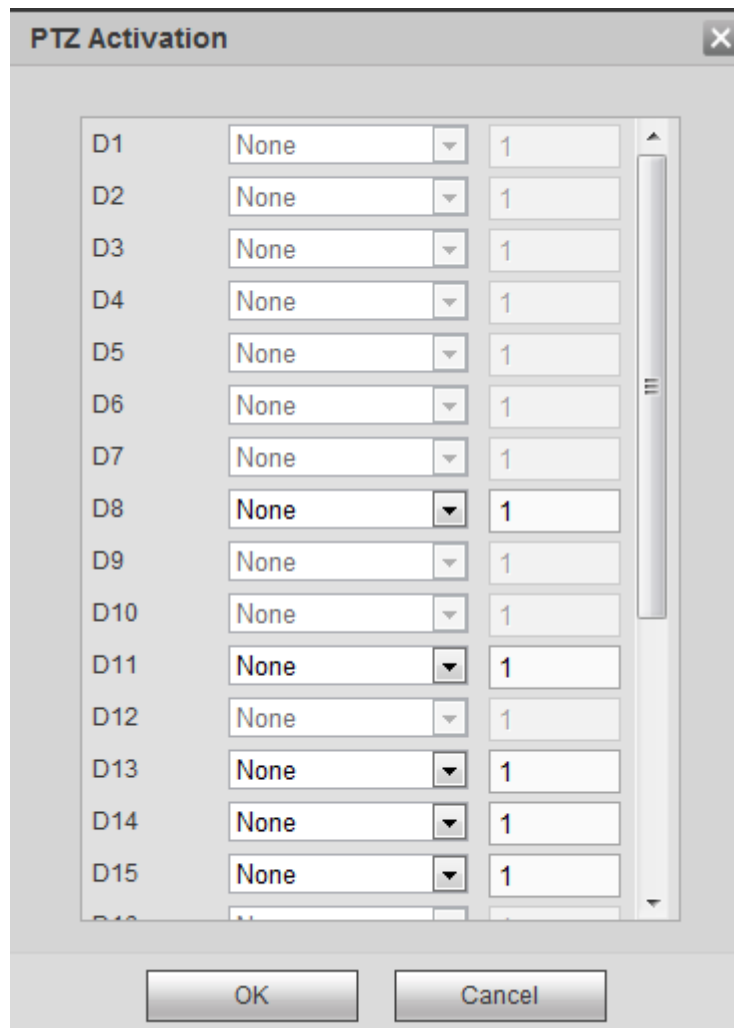 PTZ Activation
D1 None 1
D2 None 1
D3 None 1
D4 None 1
D5 None 1
D6 None 1
D7 None 1
D8 None 1
D9 None 1
D10 None 1
D11 None 1
D12 None 1
D13 None 1
D14 None 1
D15 None 1
OK Cancel